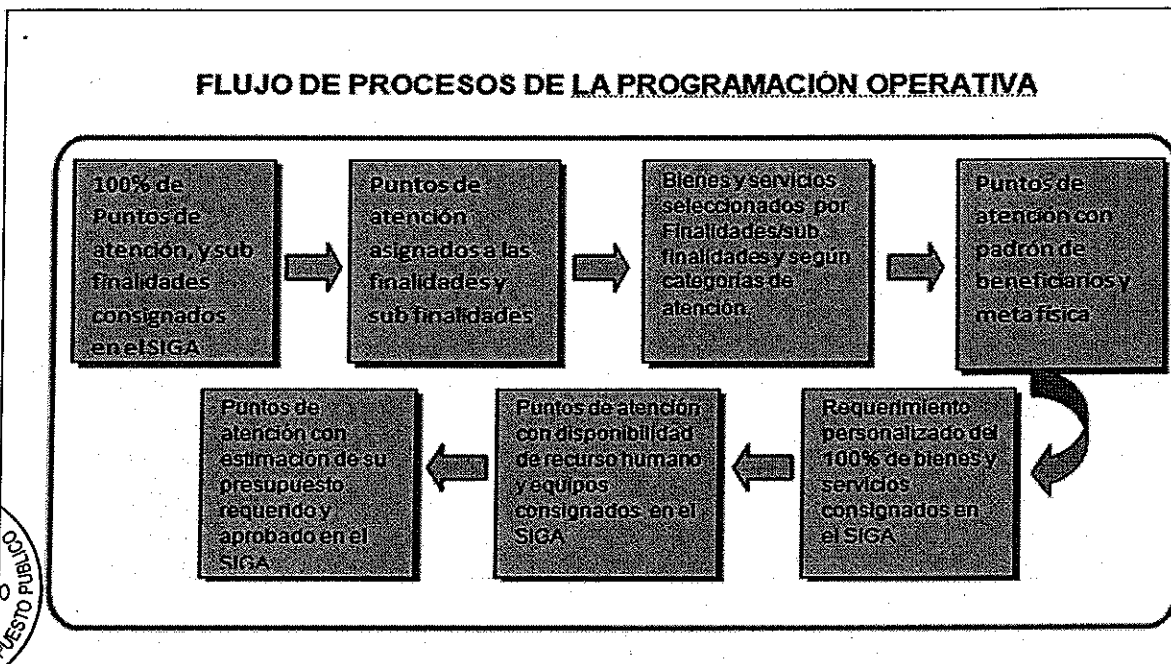 FLUJO DE PROCESOS DE LA PROGRAMACIÓN OPERATIVA
100% de
Puntos de
atención, y sub
finalidades
consignados
en el SIGA
Puntos de
atención
asignados a las
finalidades y
sub finalidades
Bienes y servicios
seleccionados por
Finalidades/sub
finalidades y según
categorías de
atención.
Puntos de
atención con
padrón de
beneficiarios y
meta física
Requerimiento
personalizado del
100% de bienes y
servicios
consignados en
el SIGA
Puntos de atención
con disponibilidad
de recurso humano
y equipos
consignados en el
SIGA
Puntos de
atención con
estimación de su
presupuesto
requerido y
aprobado en el
SIGA
PUBLICO